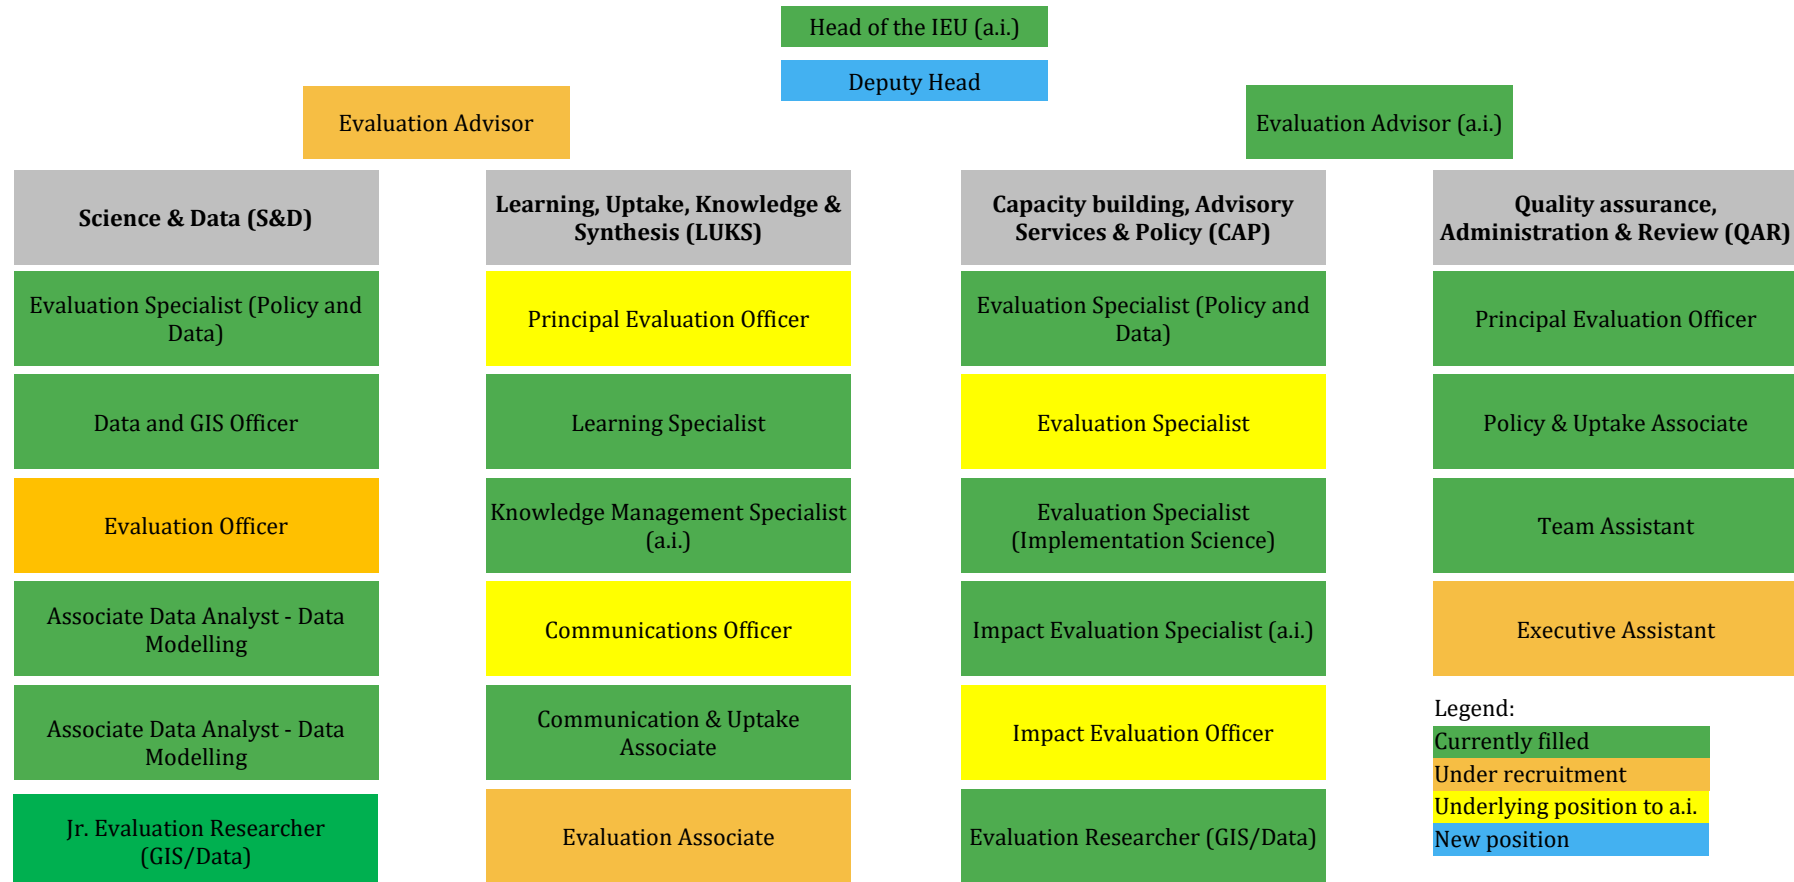 Head of the IEU (a.i.)
Deputy Head
Evaluation Advisor
Evaluation Advisor (a.i.)
Science & Data (S&D)
Evaluation Specialist (Policy and
Data)
Data and GIS Officer
Evaluation Officer
Associate Data Analyst - Data
Modelling
Associate Data Analyst - Data
Modelling
Jr. Evaluation Researcher
(GIS/Data)
Learning, Uptake, Knowledge &
Synthesis (LUKS)
Principal Evaluation Officer
Learning Specialist
Knowledge Management Specialist
(a.i.)
Communications Officer
Communication & Uptake
Associate
Evaluation Associate
Capacity building, Advisory
Services & Policy (CAP)
Evaluation Specialist (Policy and
Data)
Evaluation Specialist
Evaluation Specialist
(Implementation Science)
Impact Evaluation Specialist (a.i.)
Impact Evaluation Officer
Evaluation Researcher (GIS/Data)
Quality assurance,
Administration & Review (QAR)
Principal Evaluation Officer
Policy & Uptake Associate
Team Assistant
Executive Assistant
Legend:
Currently filled
Under recruitment
Underlying position to a.i.
New position